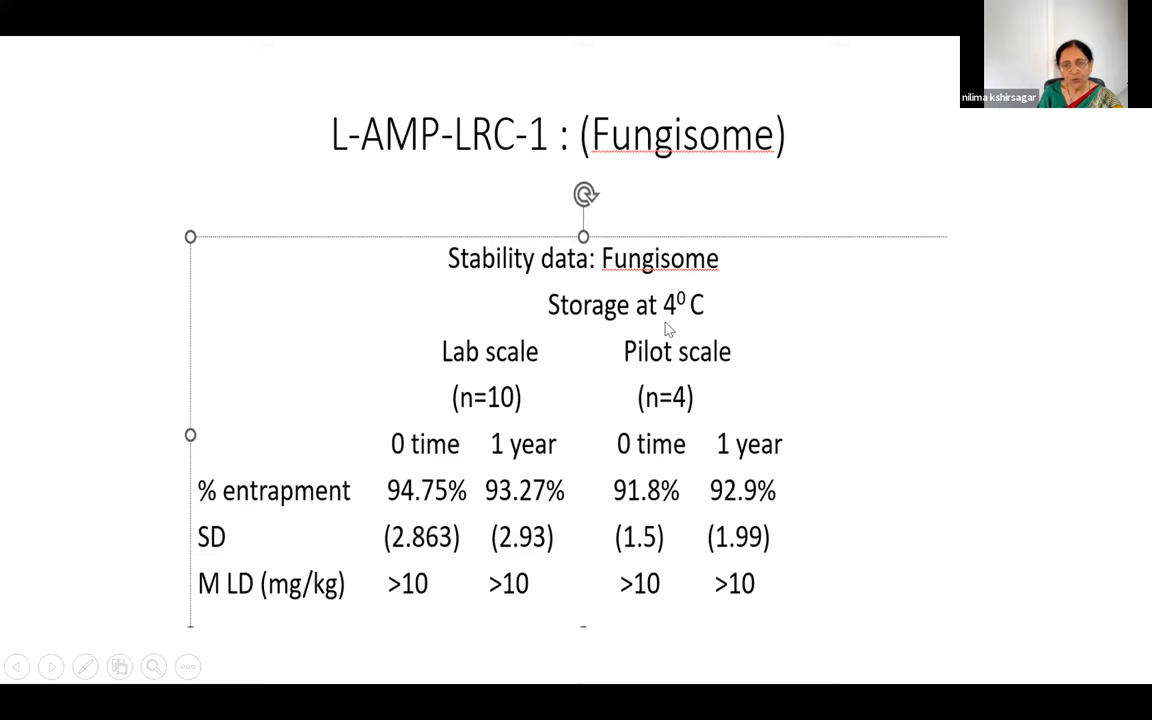 nilima kshirsagar
L-AMP-LRC-1 : (Fungisome)
Stability data: Fungisome
Storage at 4⁰ C
Lab scale Pilot scale
(n=10) (n=4)
0 time 1 year 0 time 1 year
% entrapment 94.75% 93.27% 91.8% 92.9%
SD (2.863) (2.93) (1.5) (1.99)
M LD (mg/kg) >10 >10 >10 >10